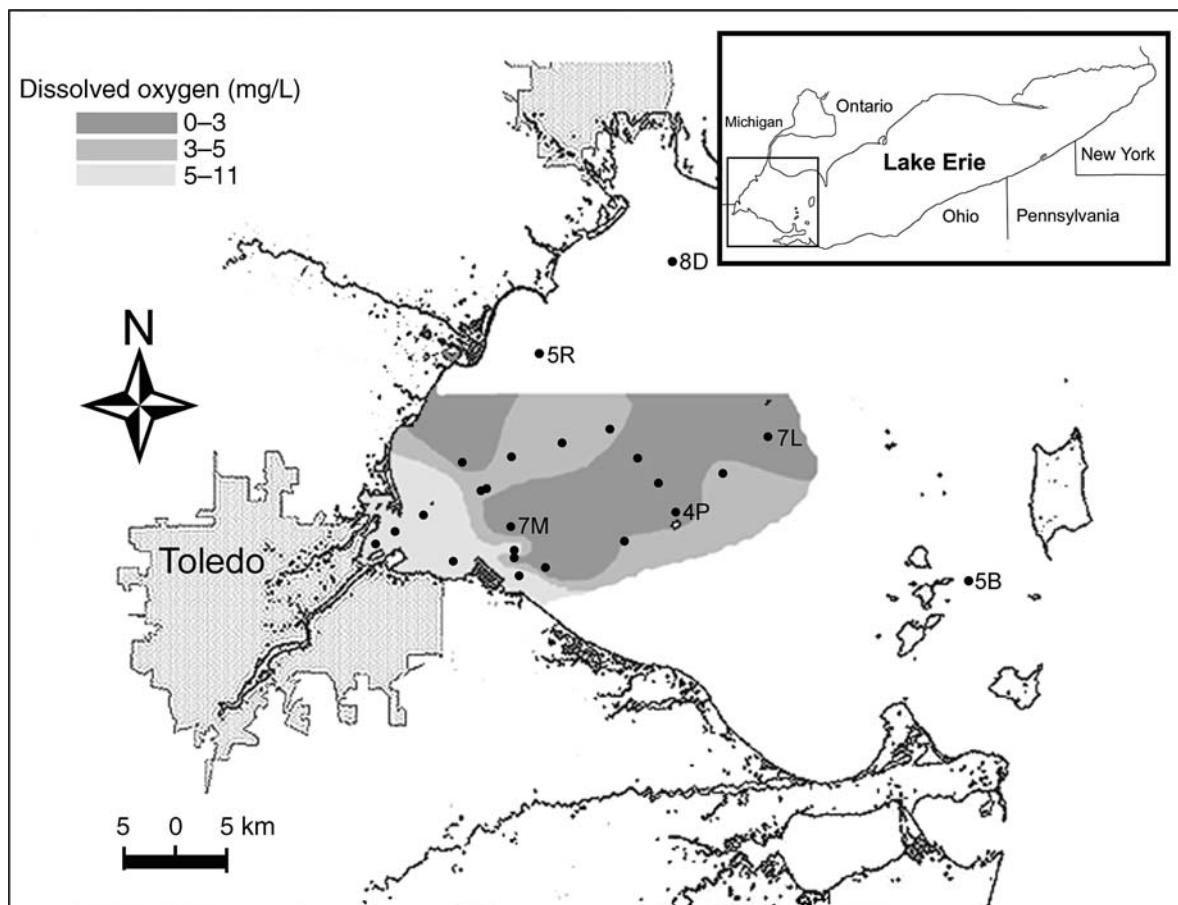 Dissolved oxygen (mg/L)
0–3
3–5
5–11
Michigan
Ontario
Lake Erie
New York
Ohio
Pennsylvania
8D
N
5R
7L
4P
7M
Toledo
5B
5 0 5 km